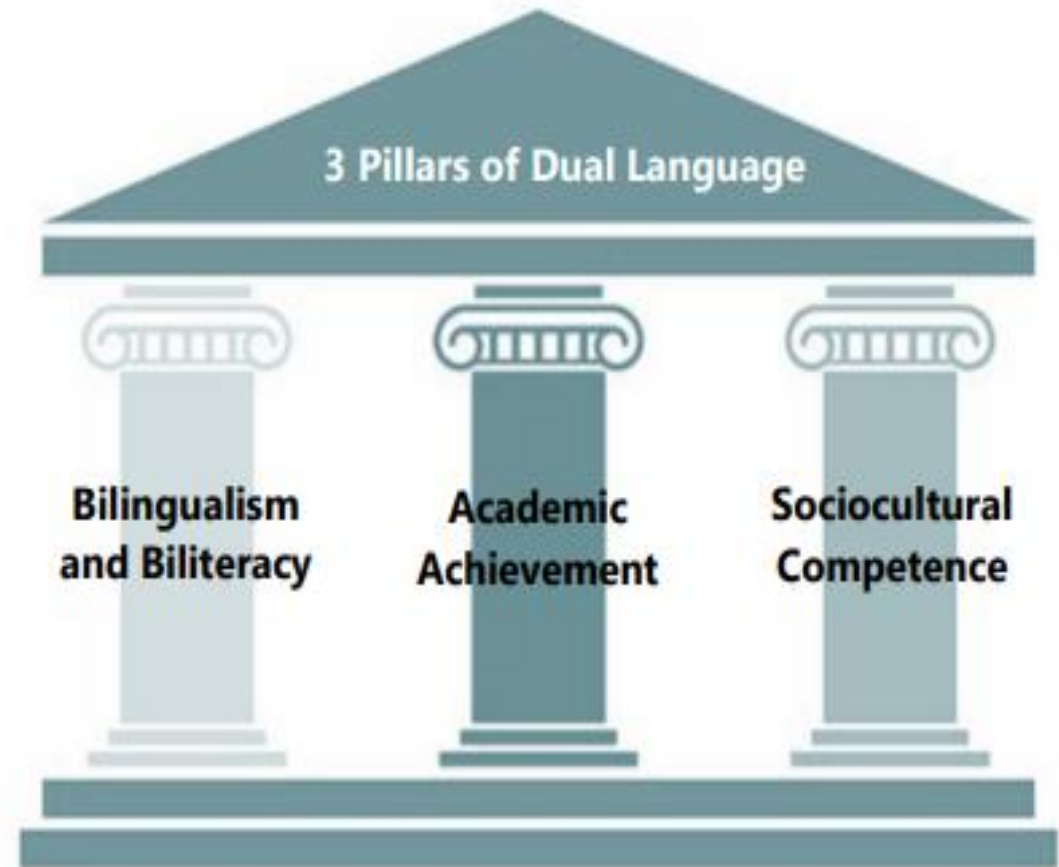 3 Pillars of Dual Language
Bilingualism
and Biliteracy
Academic
Achievement
Sociocultural
Competence